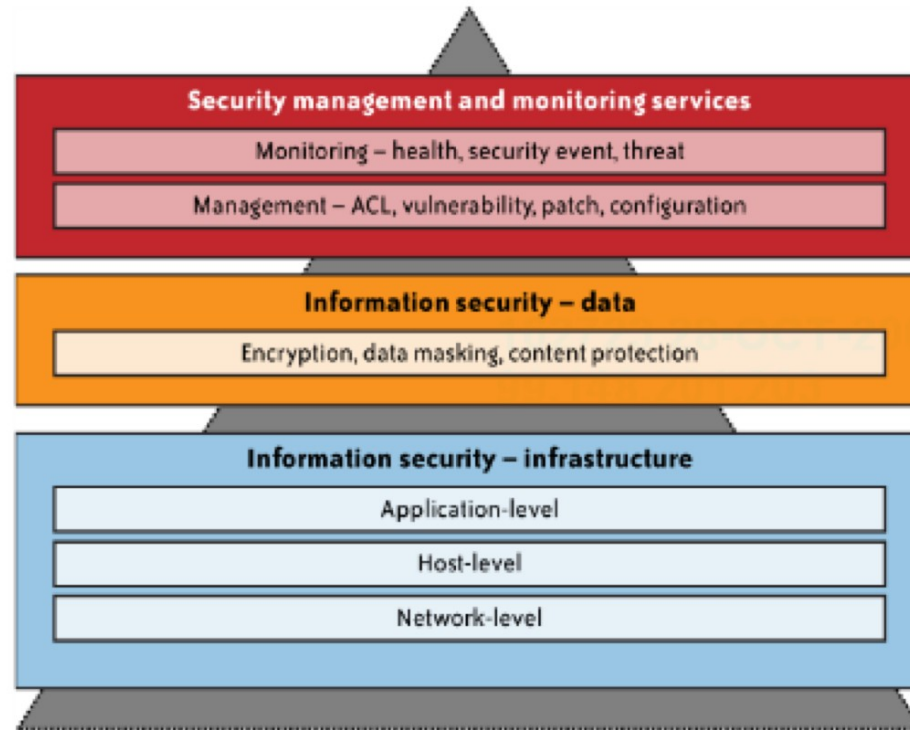 Security management and monitoring services
Monitoring – health, security event, threat
Management – ACL, vulnerability, patch, configuration
Information security – data
Encryption, data masking, content protection
Information security – infrastructure
Application-level
Host-level
Network-level